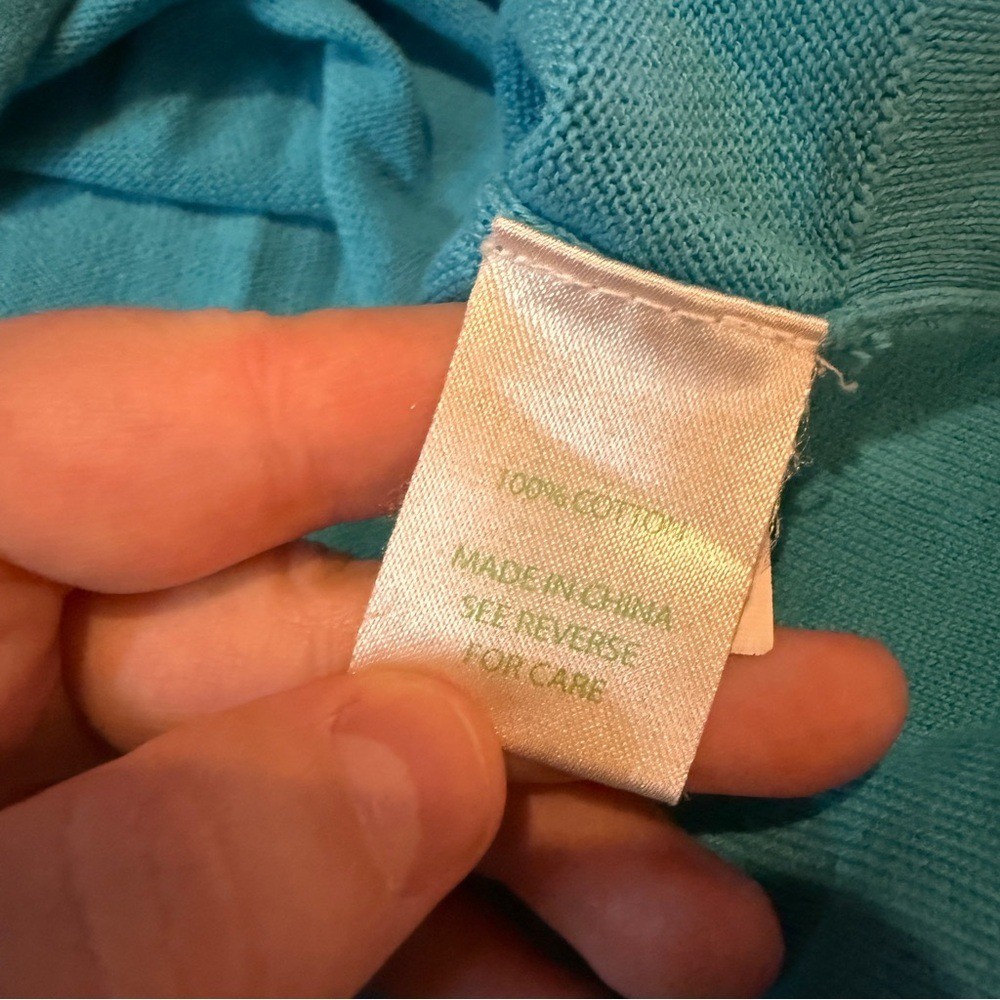 100% COTTON
MADE IN CHINA
SEE REVERSE
FOR CARE